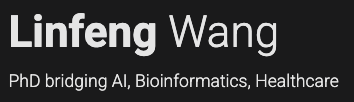 Linfeng Wang
PhD bridging AI, Bioinformatics, Healthcare